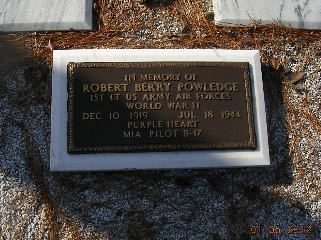 IN MEMORY OF
ROBERT BERRY POWLEDGE
1ST LT US ARMY AIR FORCES
WORLD WAR II
DEC 10 1919 JUL 18 1944
PURPLE HEART
MIA PILOT B-17